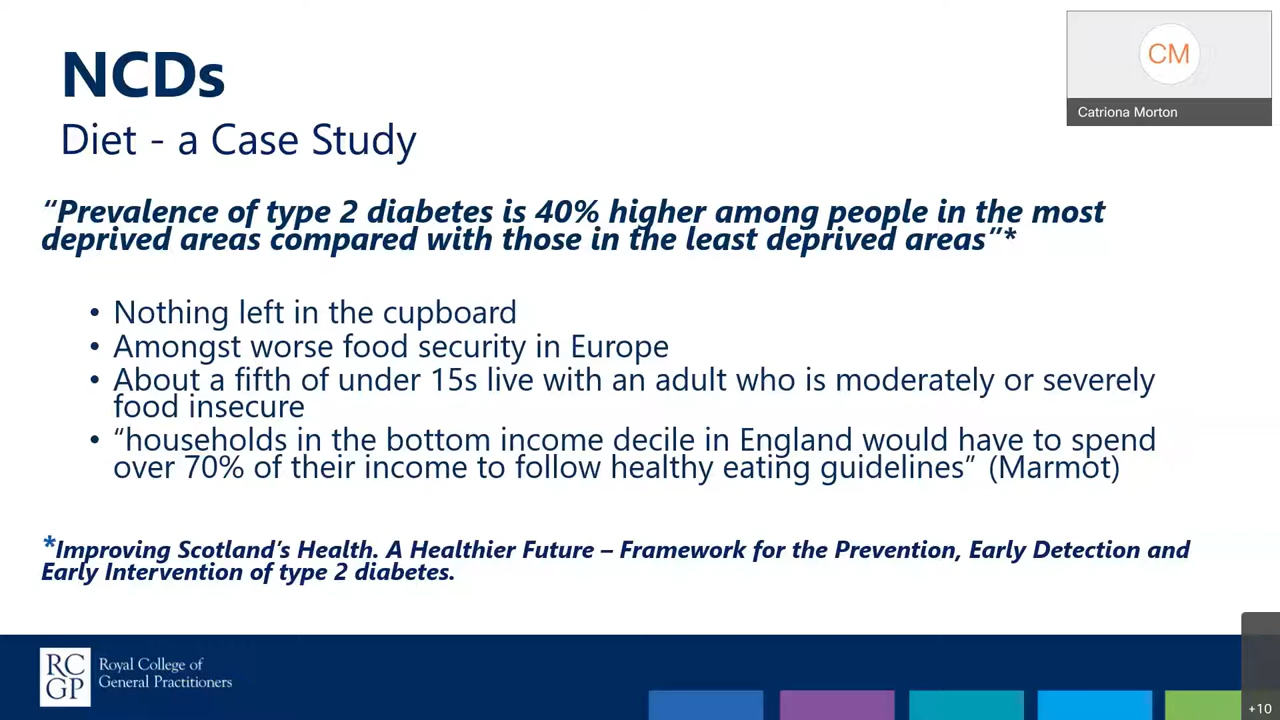 NCDs
Diet - a Case Study
CM
Catriona Morton
“Prevalence of type 2 diabetes is 40% higher among people in the most
deprived areas compared with those in the least deprived areas”*
• Nothing left in the cupboard
• Amongst worse food security in Europe
• About a fifth of under 15s live with an adult who is moderately or severely
food insecure
• “households in the bottom income decile in England would have to spend
over 70% of their income to follow healthy eating guidelines” (Marmot)
*Improving Scotland’s Health. A Healthier Future – Framework for the Prevention, Early Detection and
Early Intervention of type 2 diabetes.
RC
GP
Royal College of
General Practitioners
+10